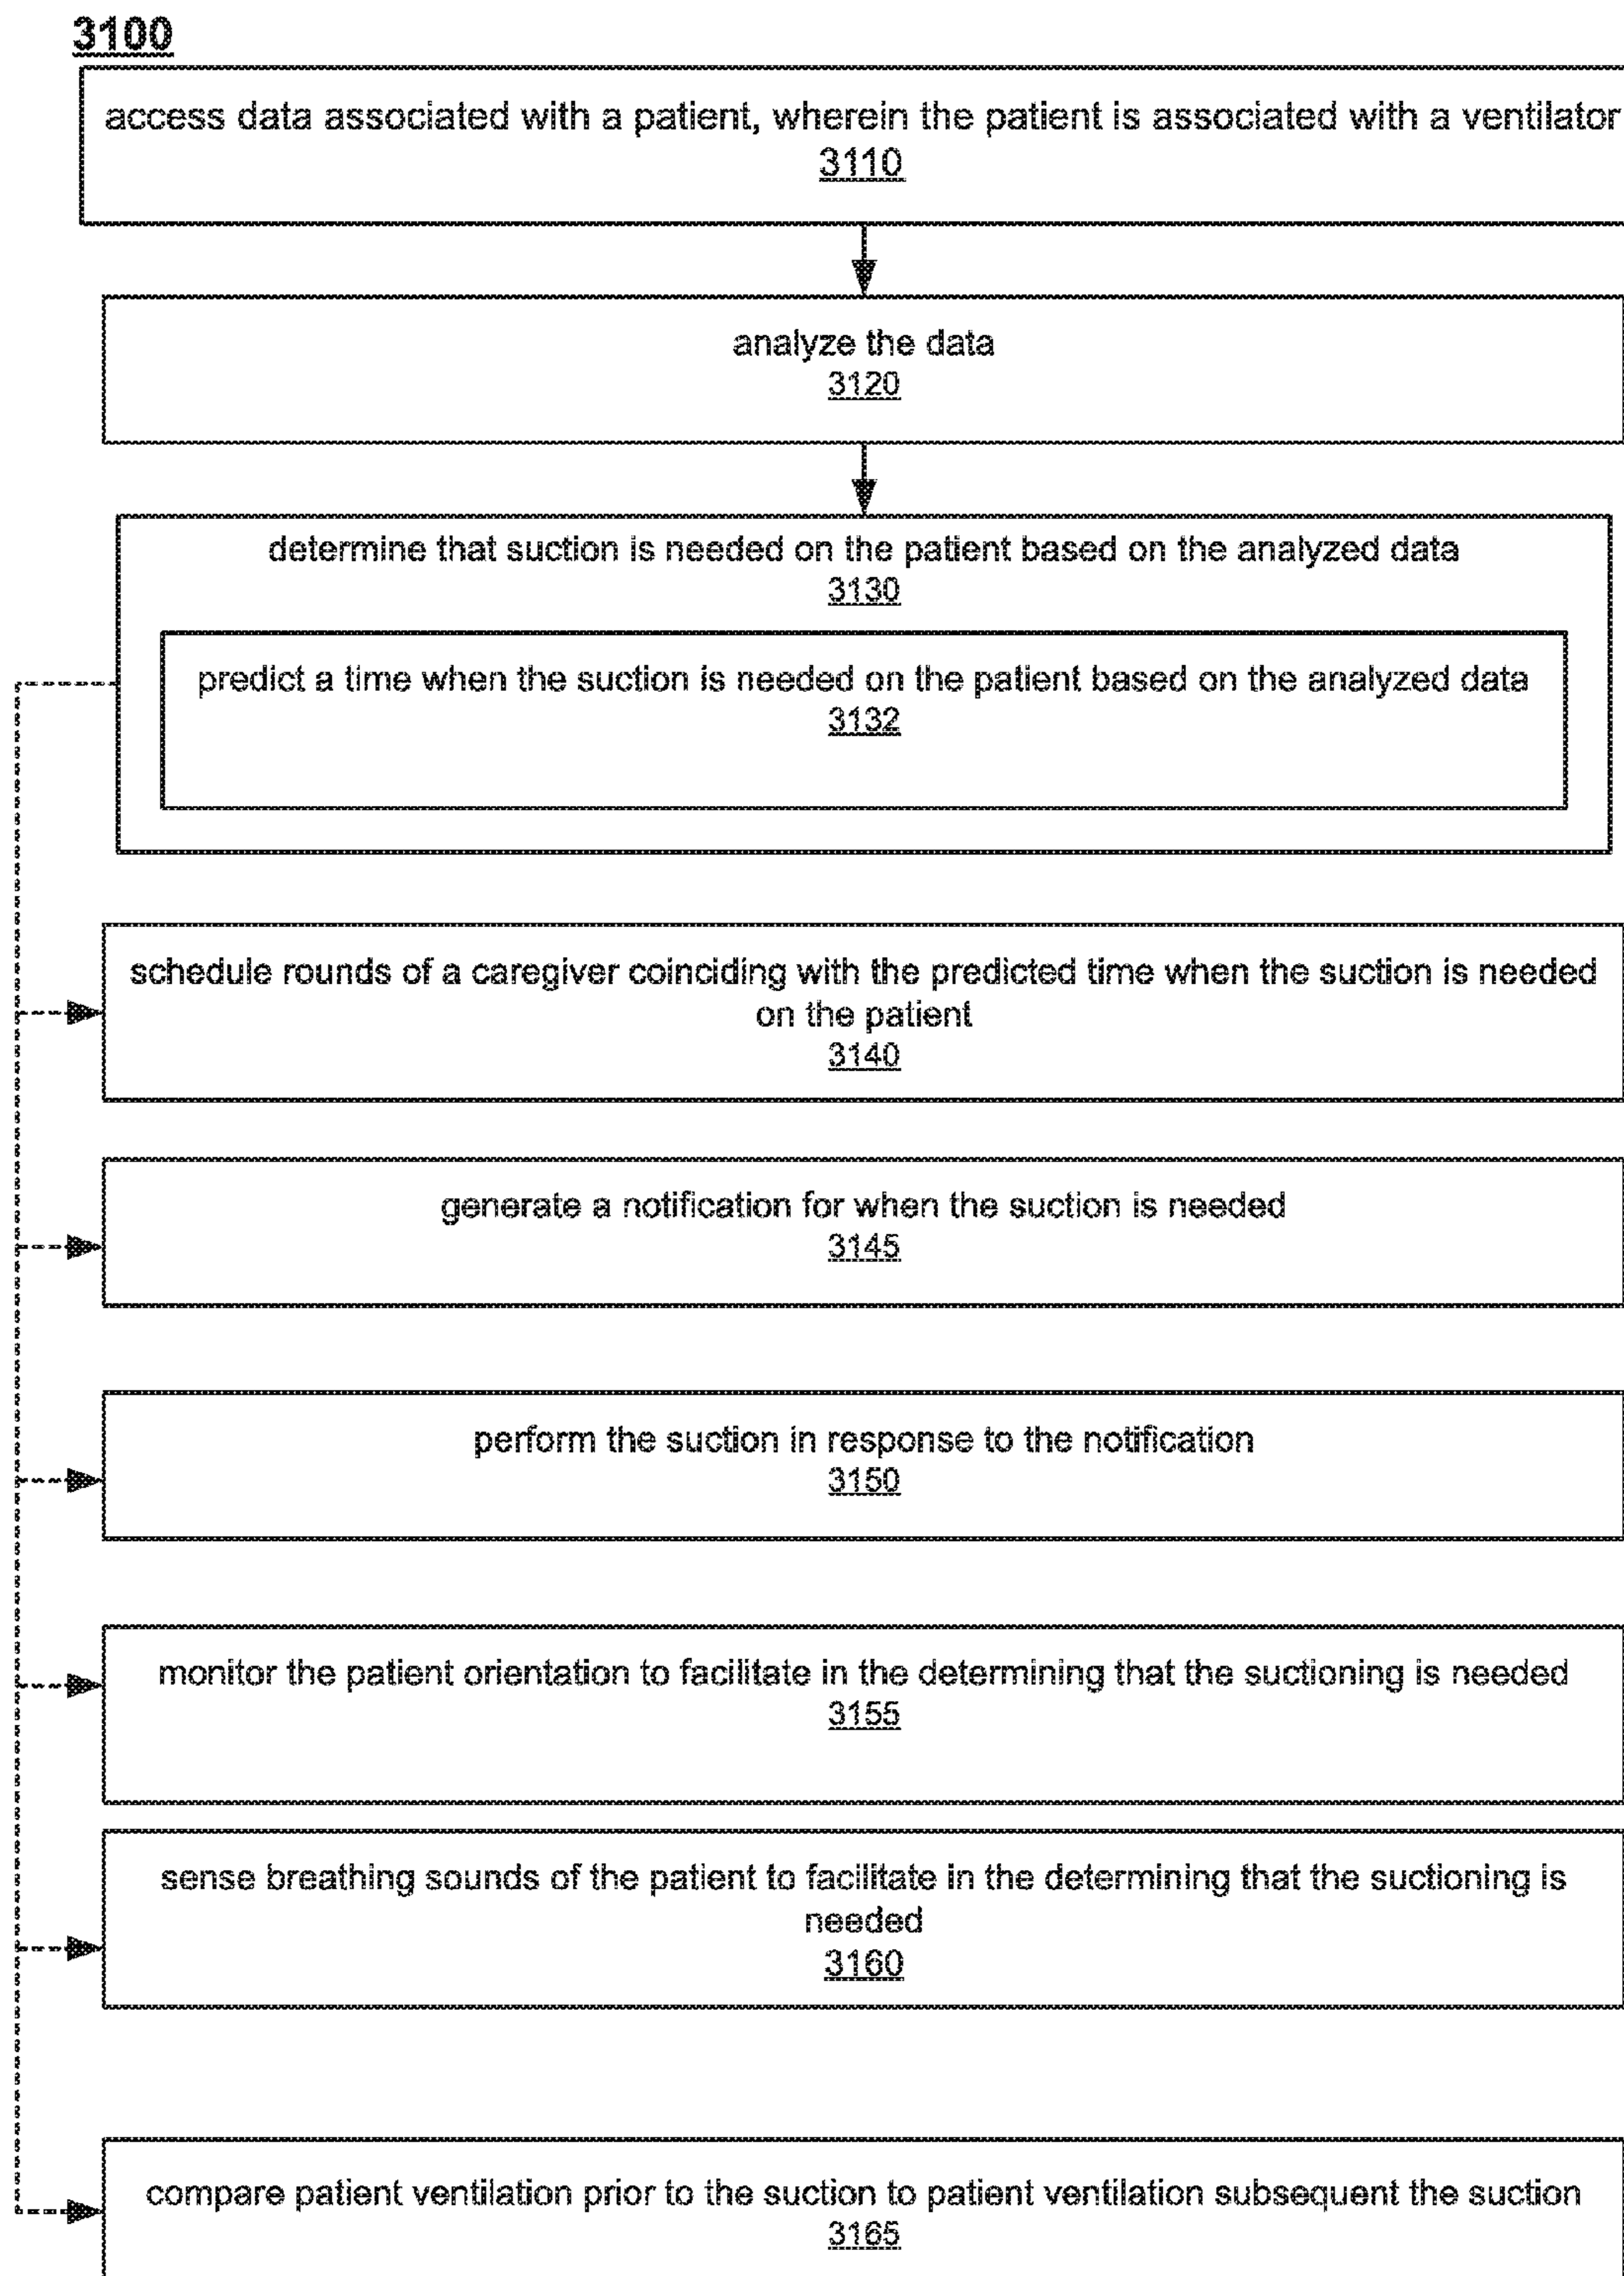 3100
access data associated with a patient, wherein the patient is associated with a ventilator
3110
analyze the data
3120
determine that suction is needed on the patient based on the analyzed data
3130
predict a time when the suction is needed on the patient based on the analyzed data
3132
schedule rounds of a caregiver coinciding with the predicted time when the suction is needed
on the patient
3140
generate a notification for when the suction is needed
3145
perform the suction in response to the notification
3150
monitor the patient orientation to facilitate in the determining that the suctioning is needed
3155
sense breathing sounds of the patient to facilitate in the determining that the suctioning is
needed
3160
compare patient ventilation prior to the suction to patient ventilation subsequent the suction
3165